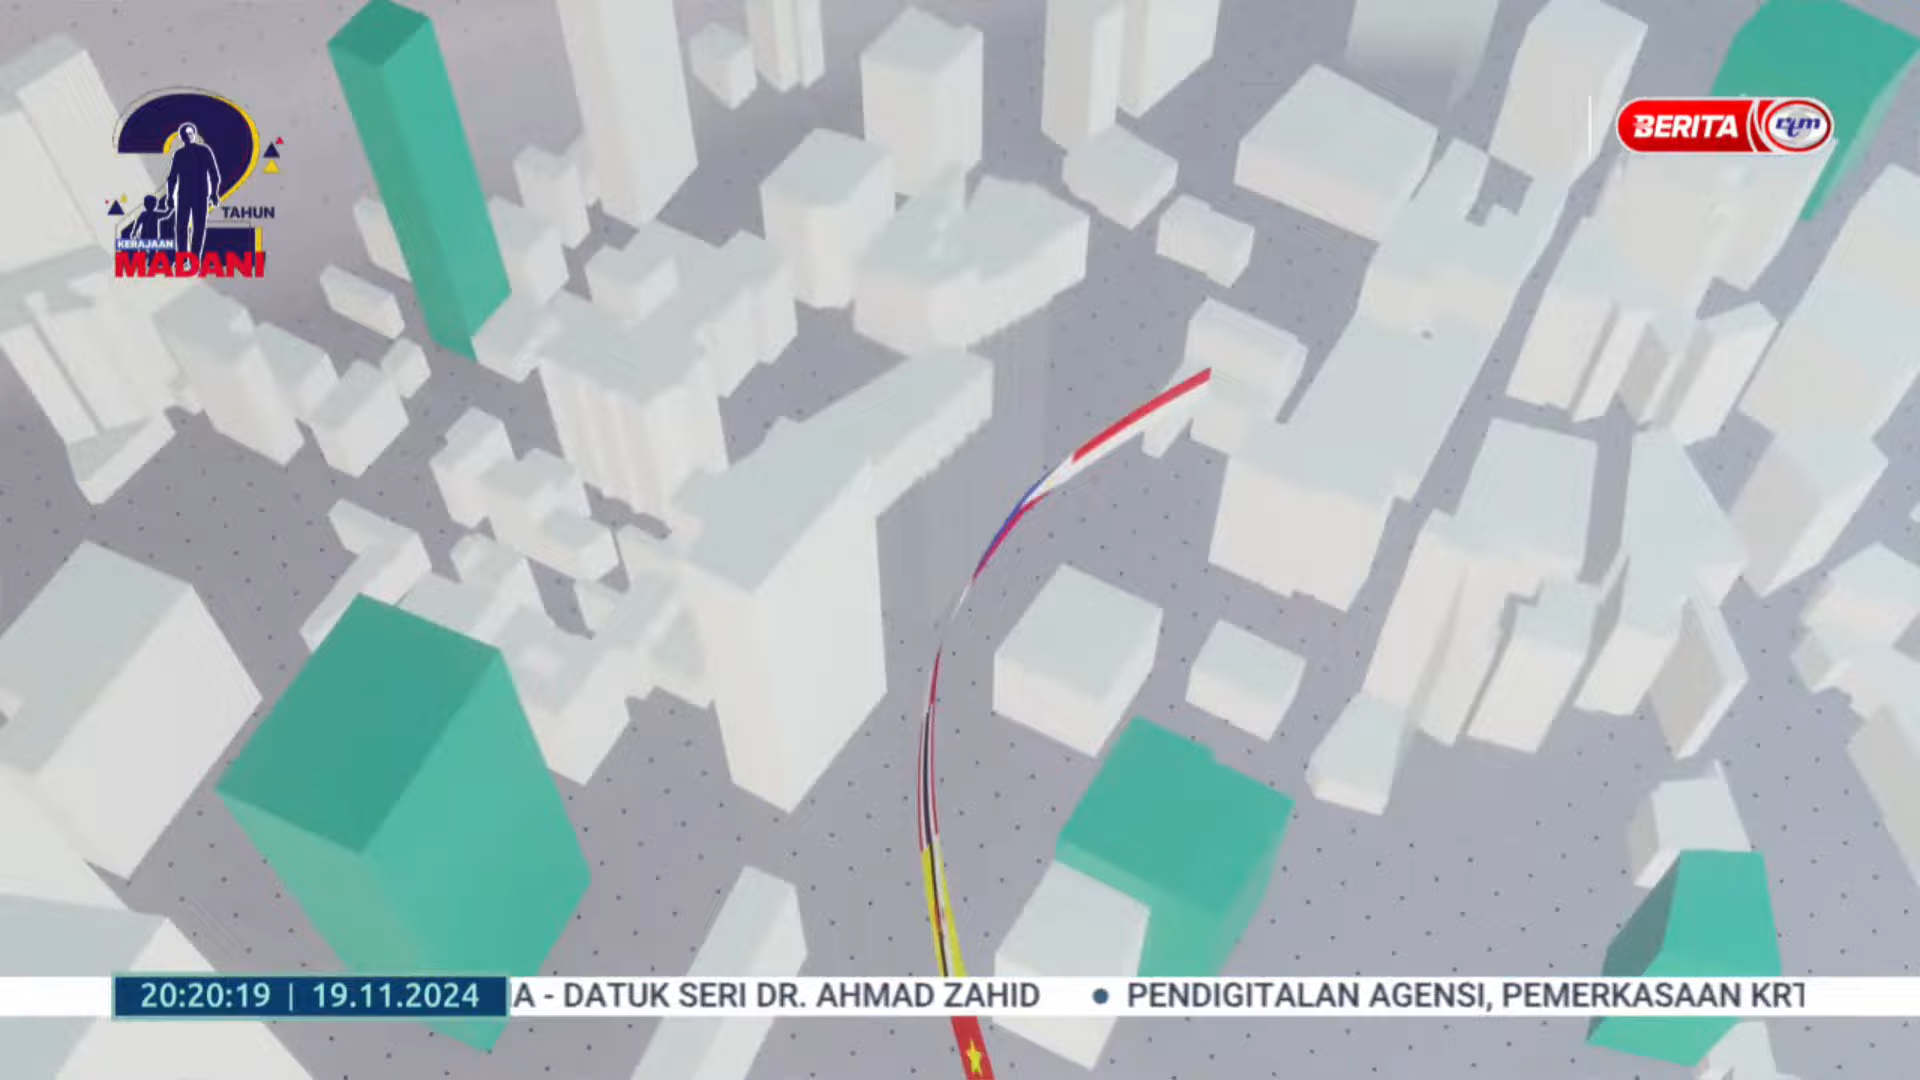 TAHUN
KERAJAAN
MADANI
BERITA rtm
20:20:19 | 19.11.2024
A - DATUK SERI DR. AHMAD ZAHID • PENDIGITALAN AGENSI, PEMERKASAAN KRT